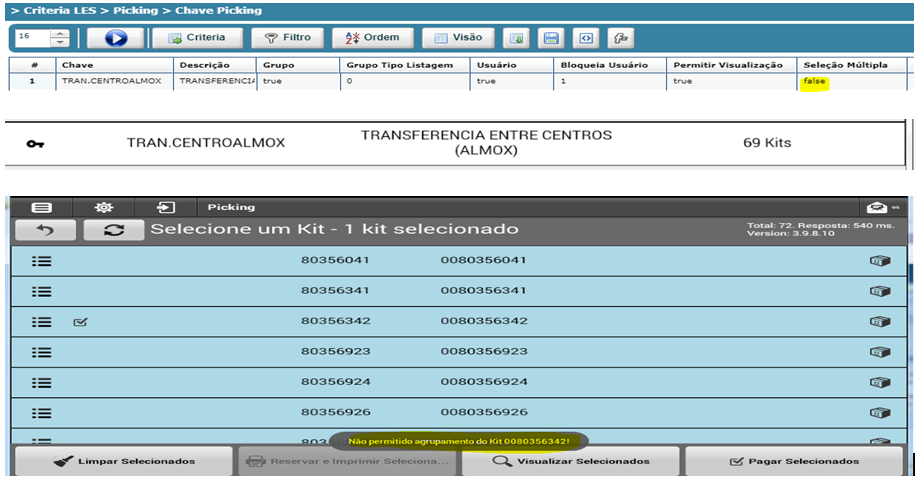 > Criteria LES > Picking > Chave Picking
16 Criteria Filtro Ordem Visão
# Chave Descrição Grupo Grupo Tipo Listagem Usuário Bloqueia Usuário Permitir Visualização Seleção Múltipla
1 TRAN.CENTROALMOX TRANSFERENCIA true 0 true 1 true false
TRAN.CENTROALMOX TRANSFERENCIA ENTRE CENTROS 69 Kits
(ALMOX)
Picking
Selecione um Kit - 1 kit selecionado Total: 72. Resposta: 540 ms.
Version: 3.9.8.10
80356041 0080356041
80356341 0080356341
80356342 0080356342
80356923 0080356923
80356924 0080356924
80356926 0080356926
Não permitido agrupamento do Kit 0080356342!
Limpar Selecionados Reservar e Imprimir Seleciona... Visualizar Selecionados Pagar Selecionados